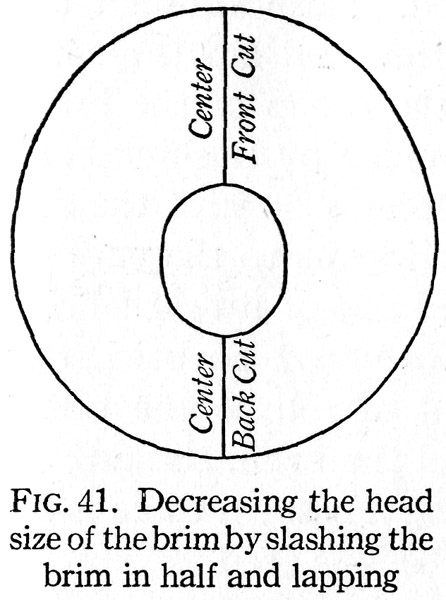 Center
Front Cut
Center
Back Cut
FIG. 41. Decreasing the head
size of the brim by slashing the
brim in half and lapping